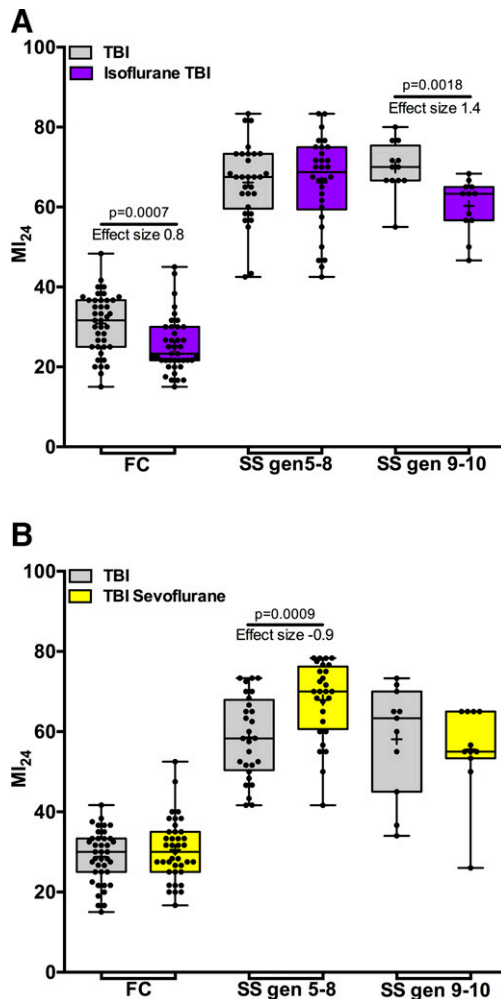 A
100
TBI
Isoflurane TBI
p=0.0018
Effect size 1.4
80
p=0.0007
Effect size 0.8
60
MI24
40
20
0
FC
SS gen5-8
SS gen 9-10
B
100
TBI
TBI Sevoflurane
p=0.0009
Effect size -0.9
80
60
MI24
40
20
0
FC
SS gen 5-8
SS gen 9-10